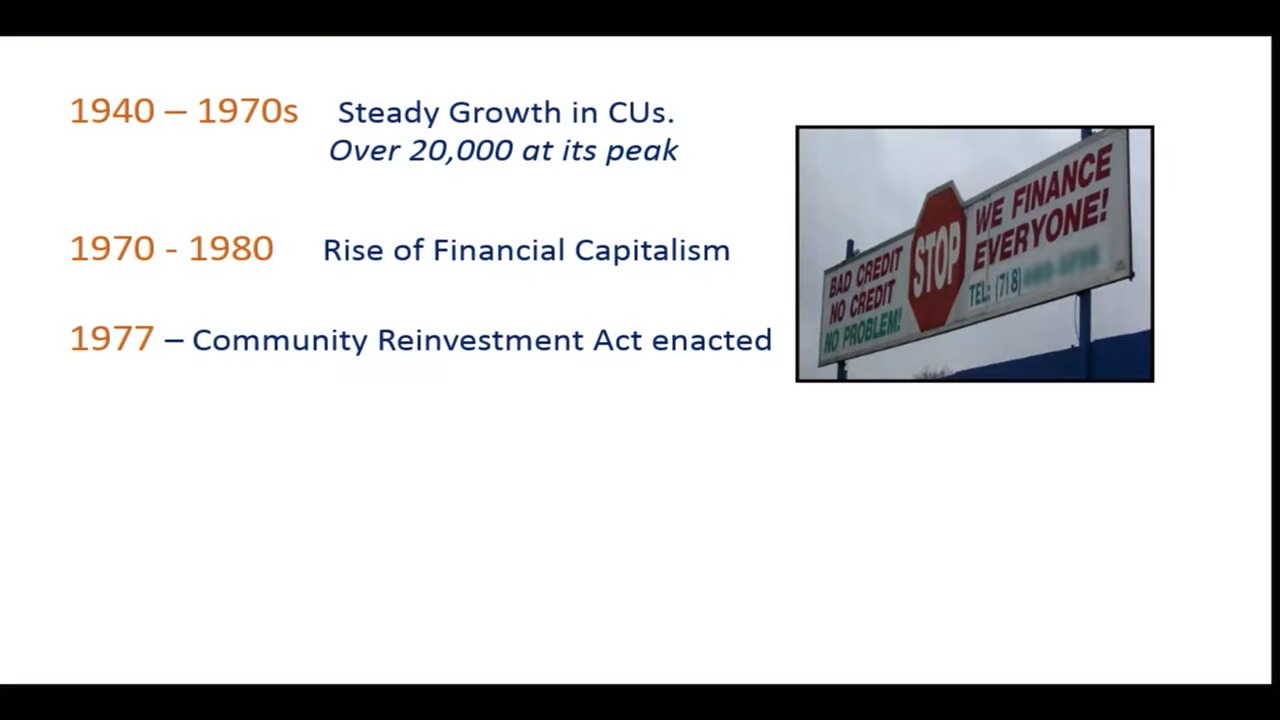 1940 – 1970s Steady Growth in CUs.
Over 20,000 at its peak
1970 - 1980 Rise of Financial Capitalism
1977 – Community Reinvestment Act enacted
BAD CREDIT
NO CREDIT
NO PROBLEM!
STOP
WE FINANCE
EVERYONE!
TEL: (718)